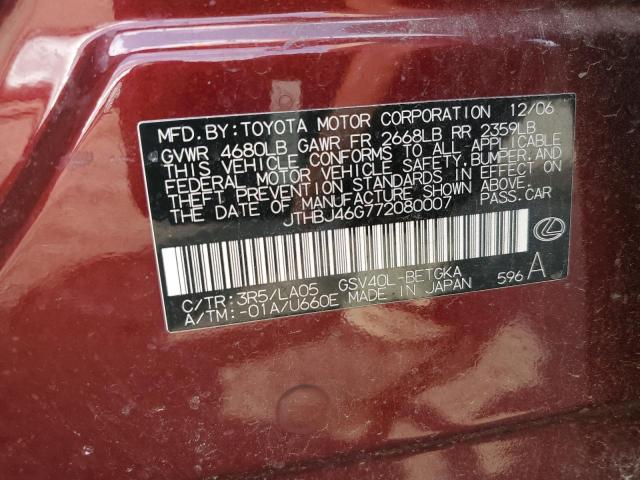 MFD.BY:TOYOTA MOTOR CORPORATION 12/06
GVWR 4680LB GAWR FR 2668LB RR 2359LB
THIS VEHICLE CONFORMS TO ALL APPLICABLE
FEDERAL MOTOR VEHICLE SAFETY,BUMPER,AND
THEFT PREVENTION STANDARDS IN EFFECT ON
THE DATE OF MANUFACTURE SHOWN ABOVE.
JTHBJ46G772080007 PASS.CAR
C/TR:3R5/LA05 GSV40L-BETGKA
A/TM:-01A/U660E MADE IN JAPAN 596 A